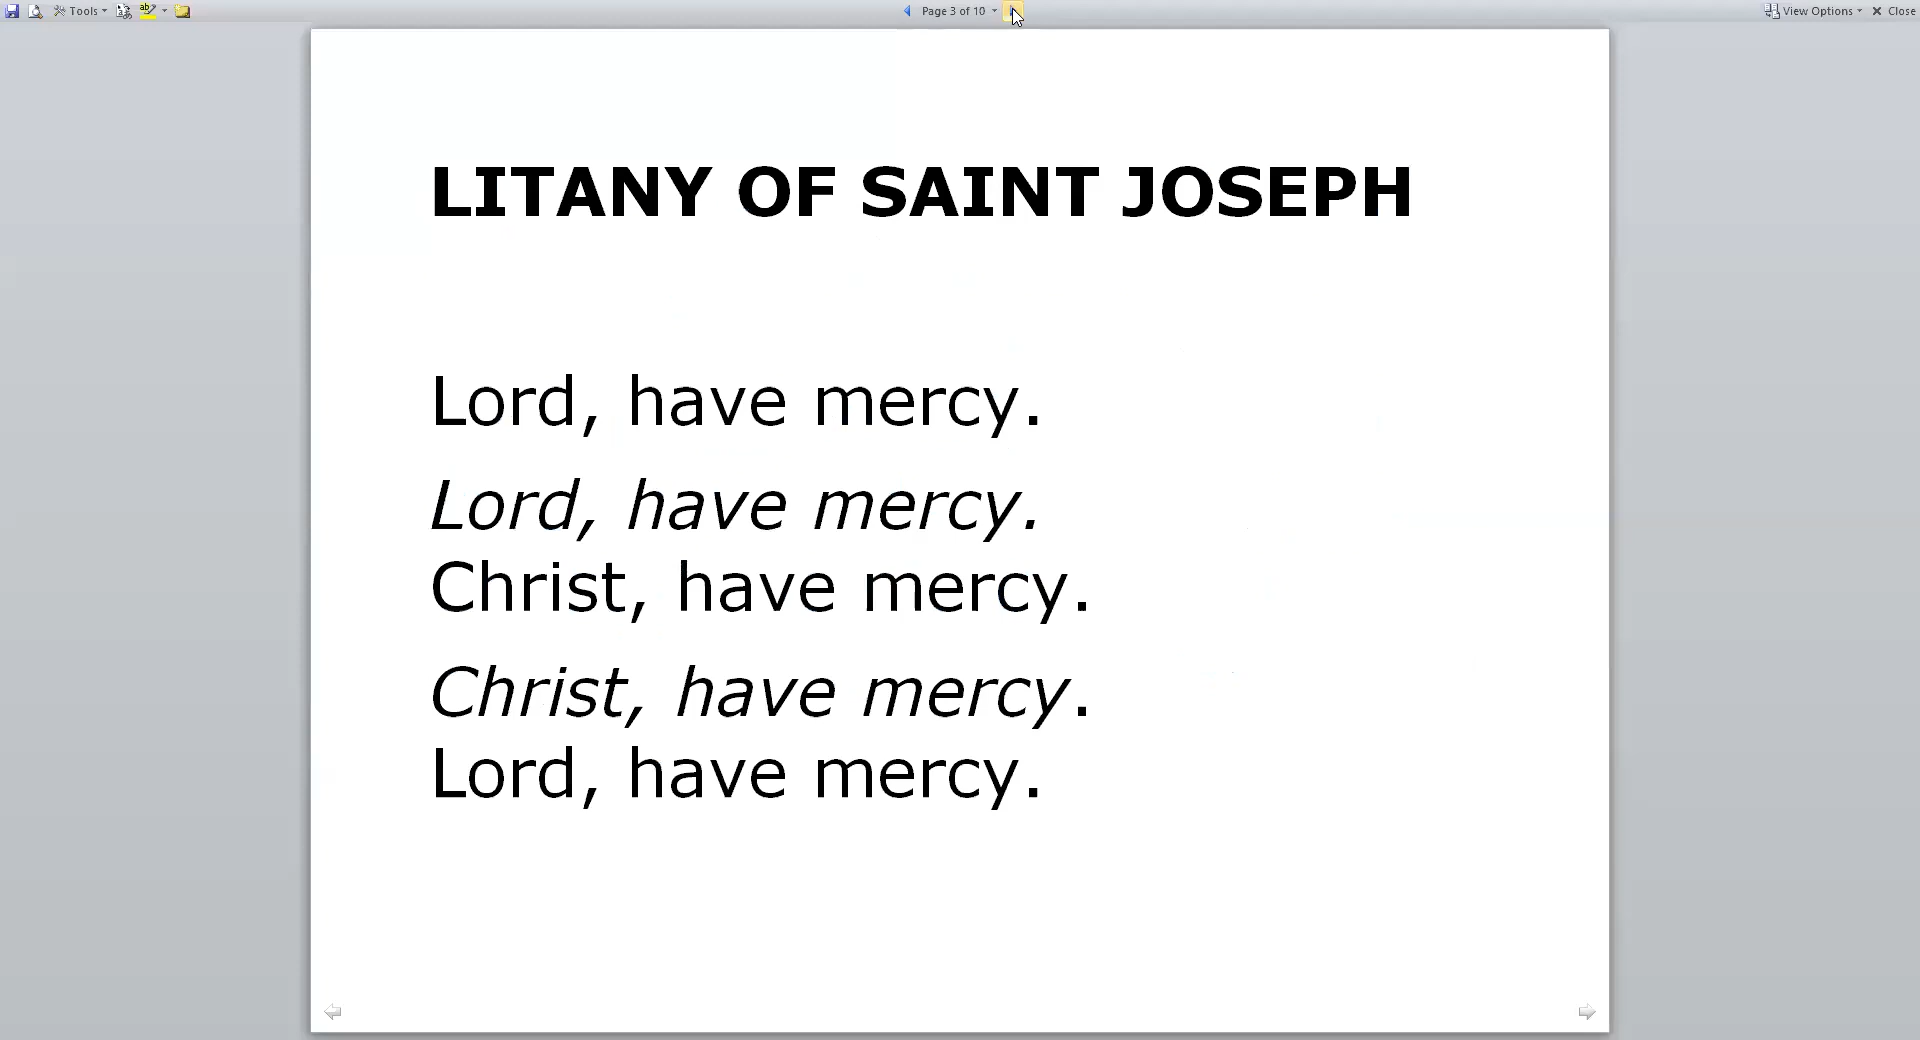 Tools
Page 3 of 10
View Options
Close
LITANY OF SAINT JOSEPH
Lord, have mercy.
Lord, have mercy.
Christ, have mercy.
Christ, have mercy.
Lord, have mercy.